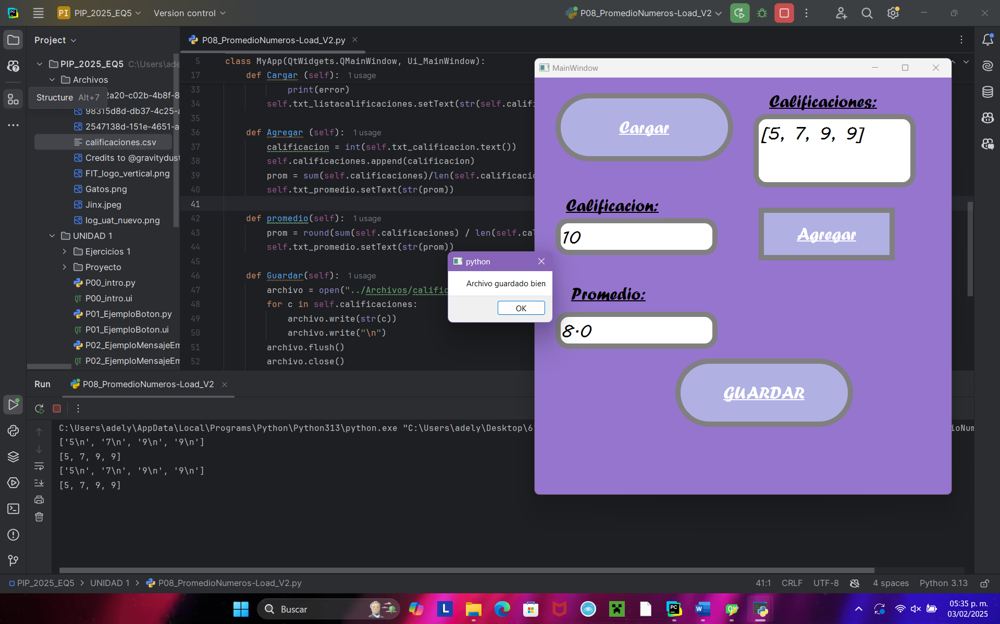 PI PIP_2025_EQ5 Version control P08_PromedioNumeros-Load_V2
Project
P08_PromedioNumeros-Load_V2.py
PIP_2025_EQ5 C:\Users\ade
Archivos
2a20-c02b-4b8f-8
Structure Alt+7
98315d8d-db37-4c25-a
2547138d-151e-4651-a
calificaciones.csv
Credits to @gravitydust
FIT_logo_vertical.png
Gatos.png
Jinx.jpeg
log_uat_nuevo.png
UNIDAD 1
Ejercicios 1
Proyecto
P00_intro.py
P00_intro.ui
P01_EjemploBoton.py
P01_EjemploBoton.ui
P02_EjemploMensajeEm
P02_EjemploMensajeEm
5 class MyApp(QtWidgets.QMainWindow, Ui_MainWindow):
17 def Cargar (self): 1 usage
33 print(error)
34 self.txt_listacalificaciones.setText(str(self.calif
35
36 def Agregar (self): 1 usage
37 calificacion = int(self.txt_calificacion.text())
38 self.calificaciones.append(calificacion)
39 prom = sum(self.calificaciones)/len(self.calificaci
40 self.txt_promedio.setText(str(prom))
41
42 def promedio(self): 1 usage
43 prom = round(sum(self.calificaciones) / len(self.ca
44 self.txt_promedio.setText(str(prom))
45
46 def Guardar(self): 1 usage
47 archivo = open("../Archivos/califi
48 for c in self.calificaciones:
49 archivo.write(str(c))
50 archivo.write("\n")
51 archivo.flush()
52 archivo.close()
MainWindow
Cargar
Calificaciones:
[5, 7, 9, 9]
Calificacion:
10
Agregar
Promedio:
8.0
GUARDAR
python
Archivo guardado bien
OK
Run P08_PromedioNumeros-Load_V2
C:\Users\adely\AppData\Local\Programs\Python\Python313\python.exe "C:\Users\adely\Desktop\6 ioNum
['5\n', '7\n', '9\n', '9\n']
[5, 7, 9, 9]
['5\n', '7\n', '9\n', '9\n']
[5, 7, 9, 9]
PIP_2025_EQ5 > UNIDAD 1 > P08_PromedioNumeros-Load_V2.py
41:1 CRLF UTF-8 4 spaces Python 3.13
Buscar
05:35 p. m.
03/02/2025